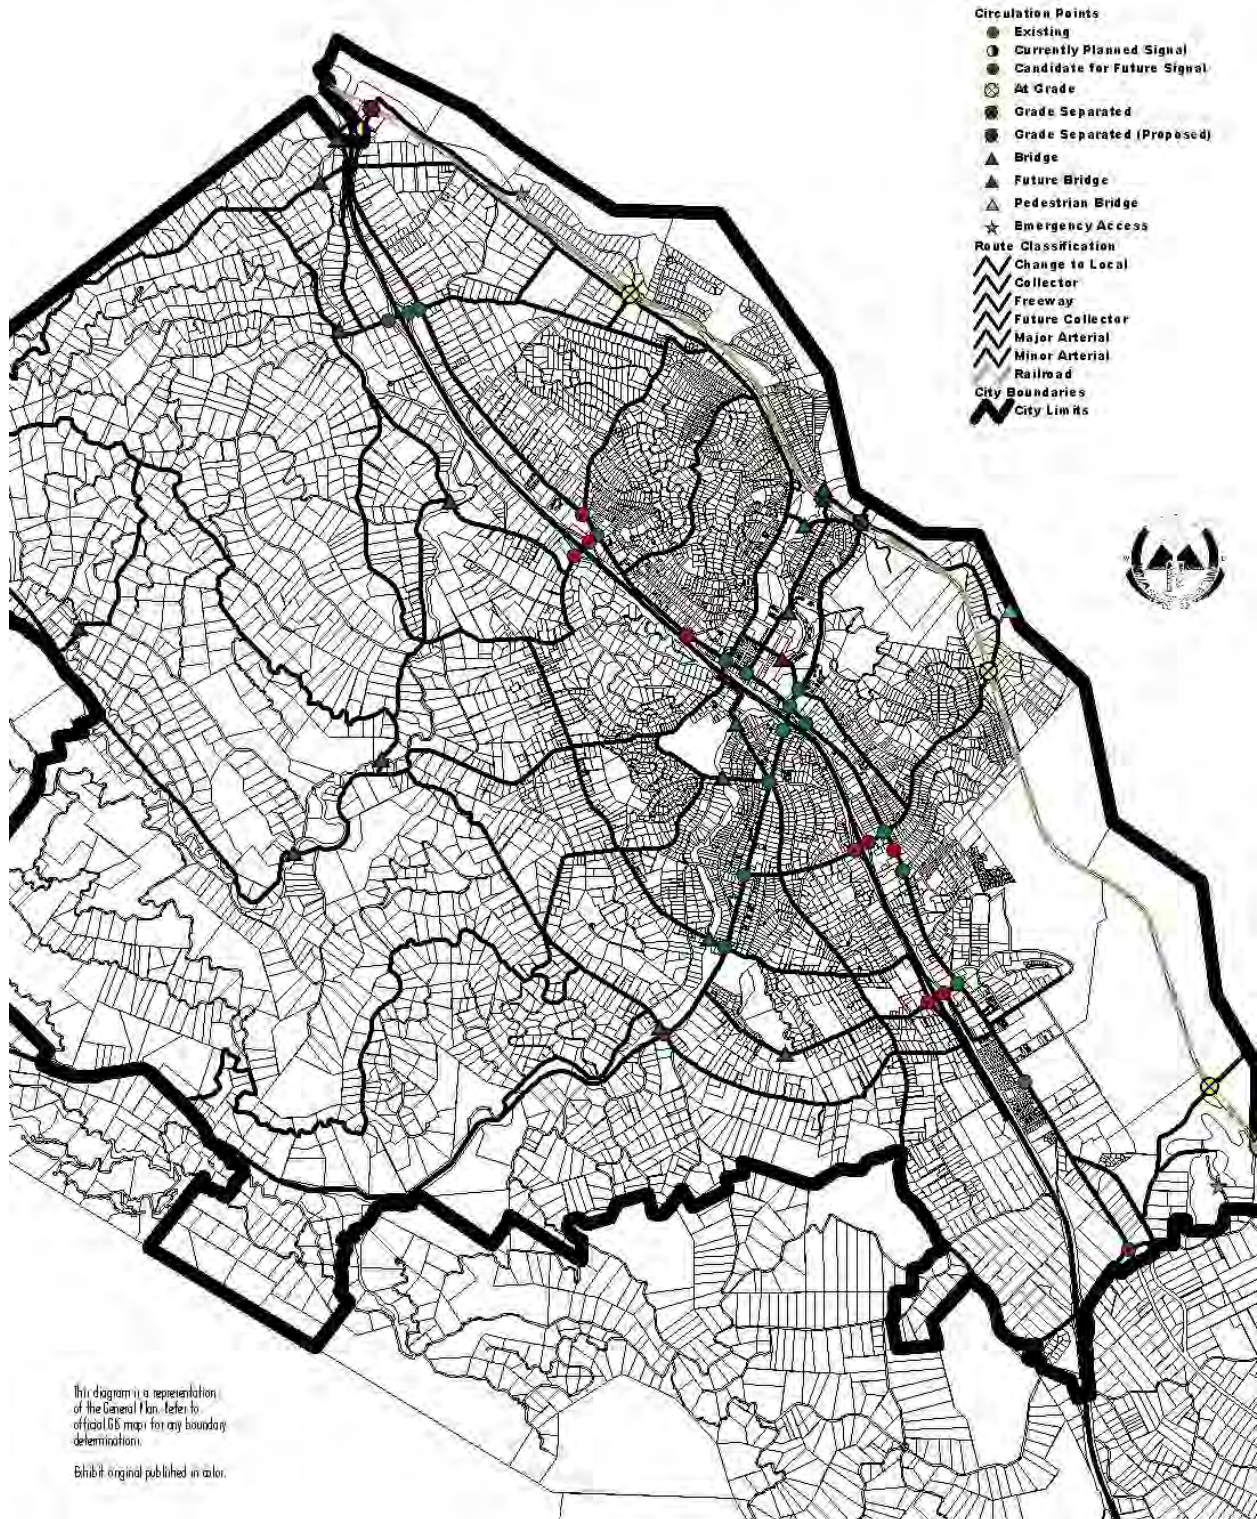 Circulation Points
Existing
Currently Planned Signal
Candidate for Future Signal
At Grade
Grade Separated
Grade Separated (Proposed)
Bridge
Future Bridge
Pedestrian Bridge
Emergency Access
Route Classification
Change to Local
Collector
Freeway
Future Collector
Major Arterial
Minor Arterial
Railroad
City Boundaries
City Limits
This diagram is a representation
of the General Plan. Refer to
official GIS maps for any boundary
determinations.
Exhibit original published in color.